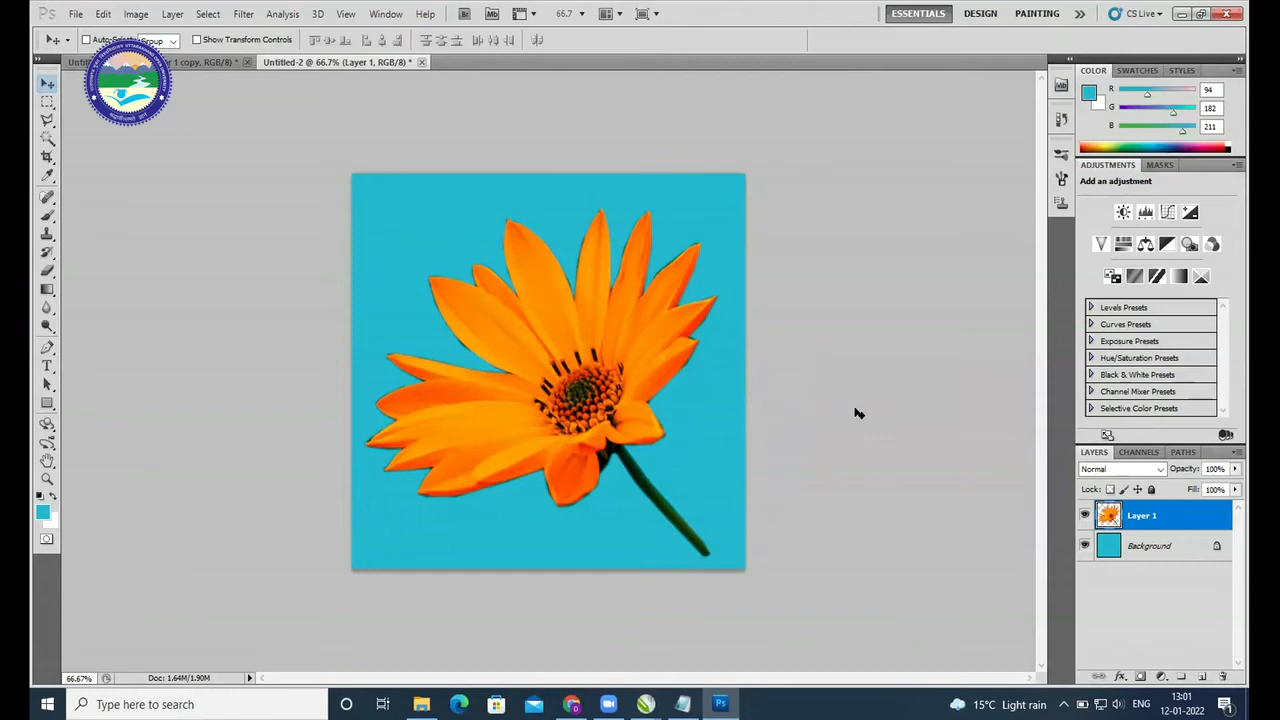 Ps File Edit Image Layer Select Filter Analysis 3D View Window Help Br Mb 66.7 ESSENTIALS DESIGN PAINTING CS Live
Group Show Transform Controls
1 copy, RGB/8) * Untitled-2 @ 66.7% (Layer 1, RGB/8) *
COLOR SWATCHES STYLES
R 94
G 182
B 211
ADJUSTMENTS MASKS
Add an adjustment
Levels Presets
Curves Presets
Exposure Presets
Hue/Saturation Presets
Black & White Presets
Channel Mixer Presets
Selective Color Presets
LAYERS CHANNELS PATHS
Normal Opacity: 100%
Lock: Fill: 100%
Layer 1
Background
66.67% Doc: 1.64M/1.90M
Type here to search
15°C Light rain ENG 13:01
12-01-2022